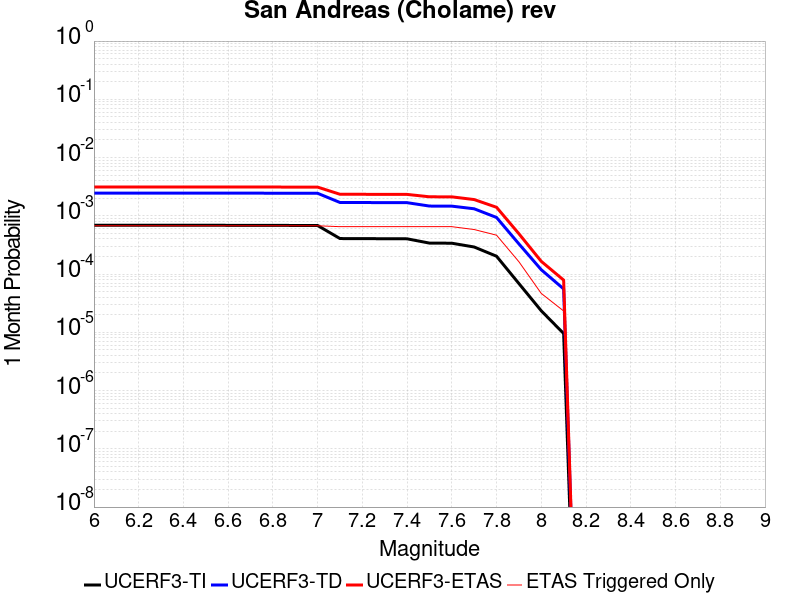 San Andreas (Cholame) rev
10^0
10^-1
10^-2
10^-3
10^-4
10^-5
10^-6
10^-7
10^-8
1 Month Probability
6 6.2 6.4 6.6 6.8 7 7.2 7.4 7.6 7.8 8 8.2 8.4 8.6 8.8 9
Magnitude
UCERF3-TI UCERF3-TD UCERF3-ETAS ETAS Triggered Only